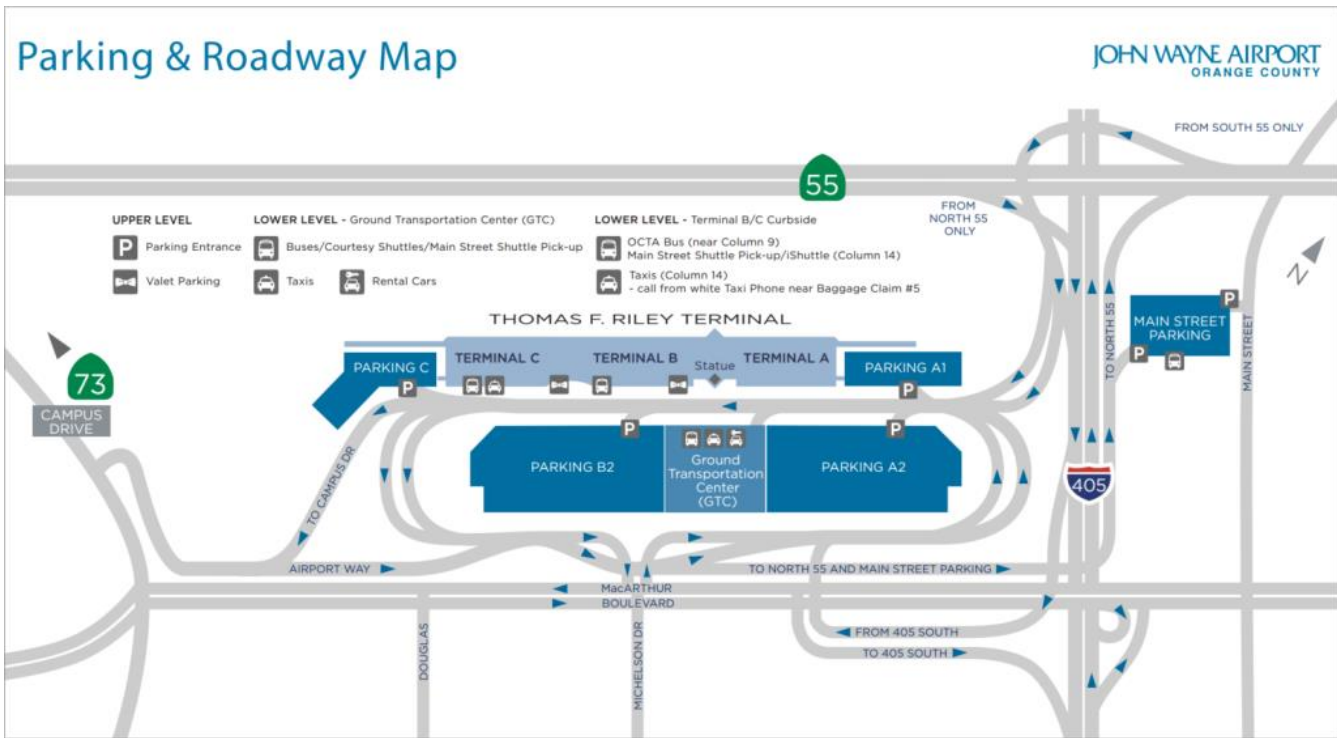 Parking & Roadway Map
JOHN WAYNE AIRPORT
ORANGE COUNTY
FROM SOUTH 55 ONLY
55
UPPER LEVEL
P Parking Entrance
Valet Parking
LOWER LEVEL - Ground Transportation Center (GTC)
Buses/Courtesy Shuttles/Main Street Shuttle Pick-up
Taxis
Rental Cars
LOWER LEVEL - Terminal B/C Curbside
OCTA Bus (near Column 9)
Main Street Shuttle Pick-up/iShuttle (Column 14)
Taxis (Column 14)
- call from white Taxi Phone near Baggage Claim #5
FROM
NORTH 55
ONLY
N
THOMAS F. RILEY TERMINAL
PARKING C
P
TERMINAL C
TERMINAL B
Statue
TERMINAL A
PARKING A1
P
TO NORTH 55
P
MAIN STREET
PARKING
P
MAIN STREET
73
CAMPUS
DRIVE
P
PARKING B2
Ground
Transportation
Center
(GTC)
P
PARKING A2
405
TO CAMPUS DR
AIRPORT WAY
TO NORTH 55 AND MAIN STREET PARKING
MacARTHUR
BOULEVARD
DOUGLAS
MICHELSON DR
FROM 405 SOUTH
TO 405 SOUTH